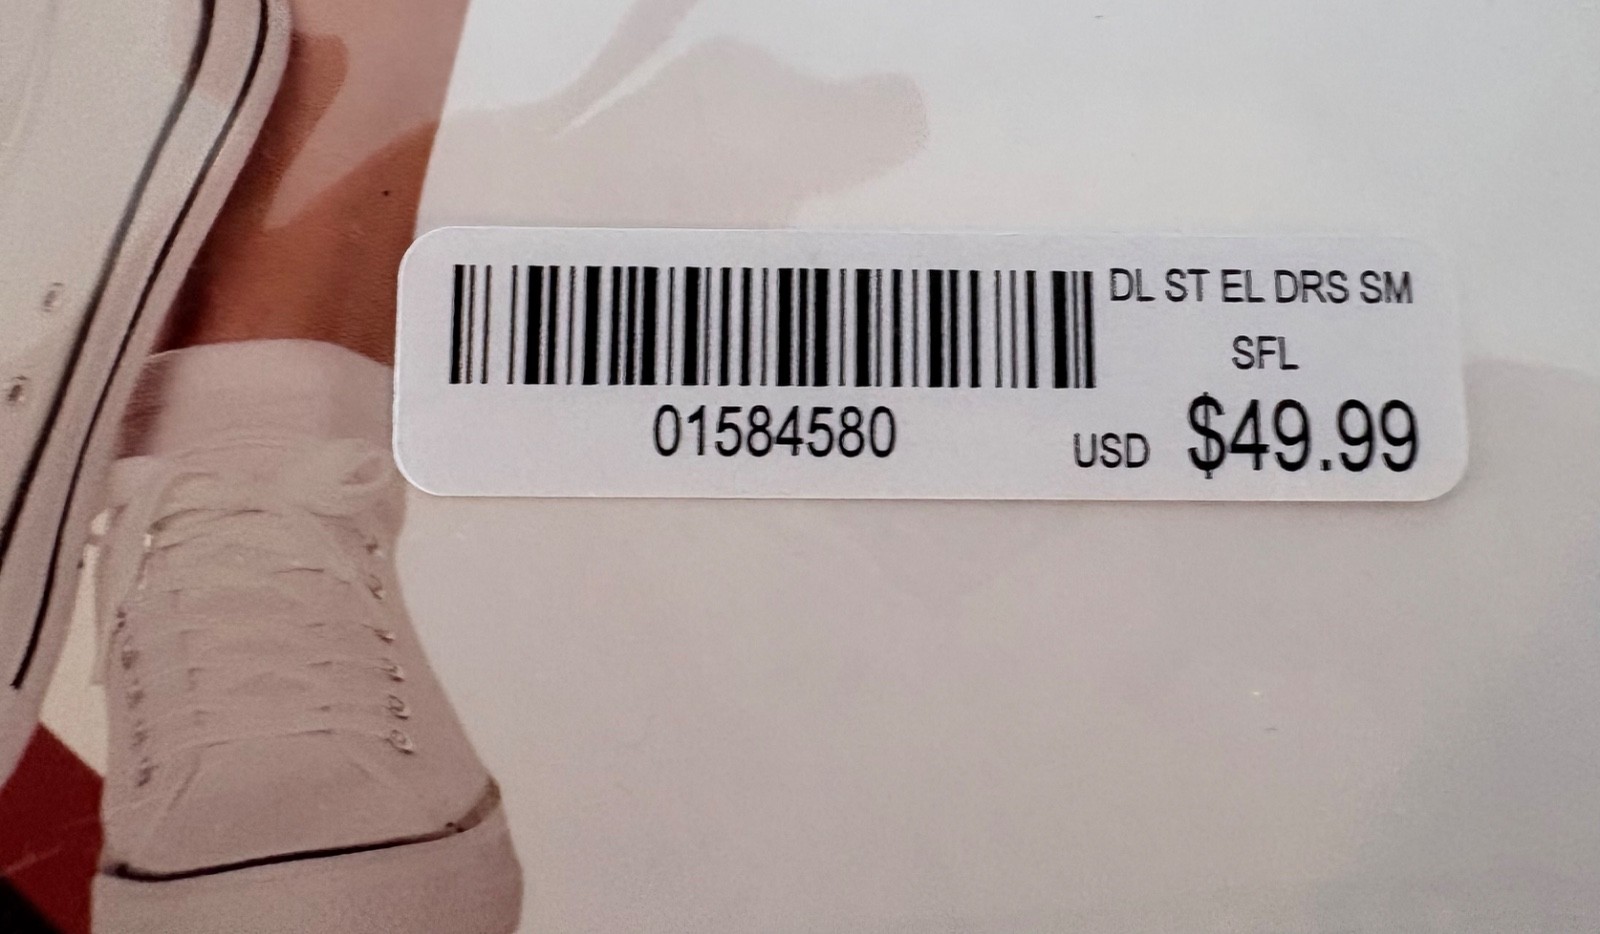 DL ST EL DRS SM
SFL
01584580
USD $49.99